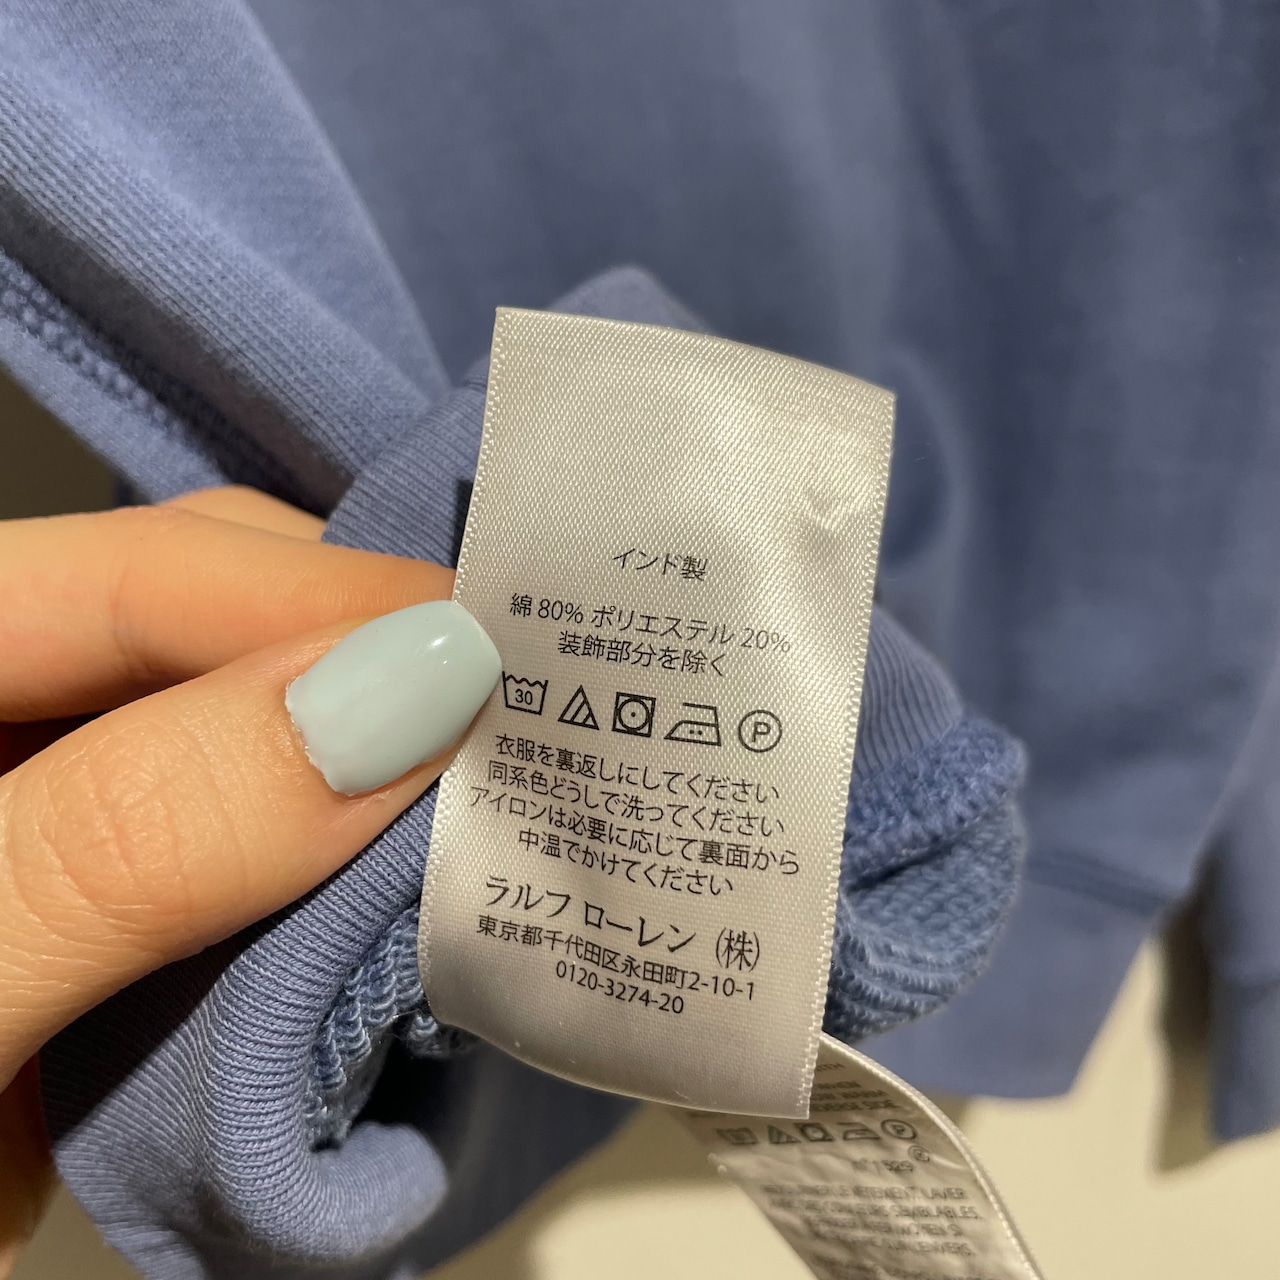 インド製
綿 80% ポリエステル 20%
装飾部分を除く
30
P
衣服を裏返しにしてください
同系色どうしで洗ってください
アイロンは必要に応じて裏面から
中温でかけてください
ラルフ ローレン (株)
東京都千代田区永田町2-10-1
0120-3274-20
P
VETEMENT LAVER
SEMBLABLES.